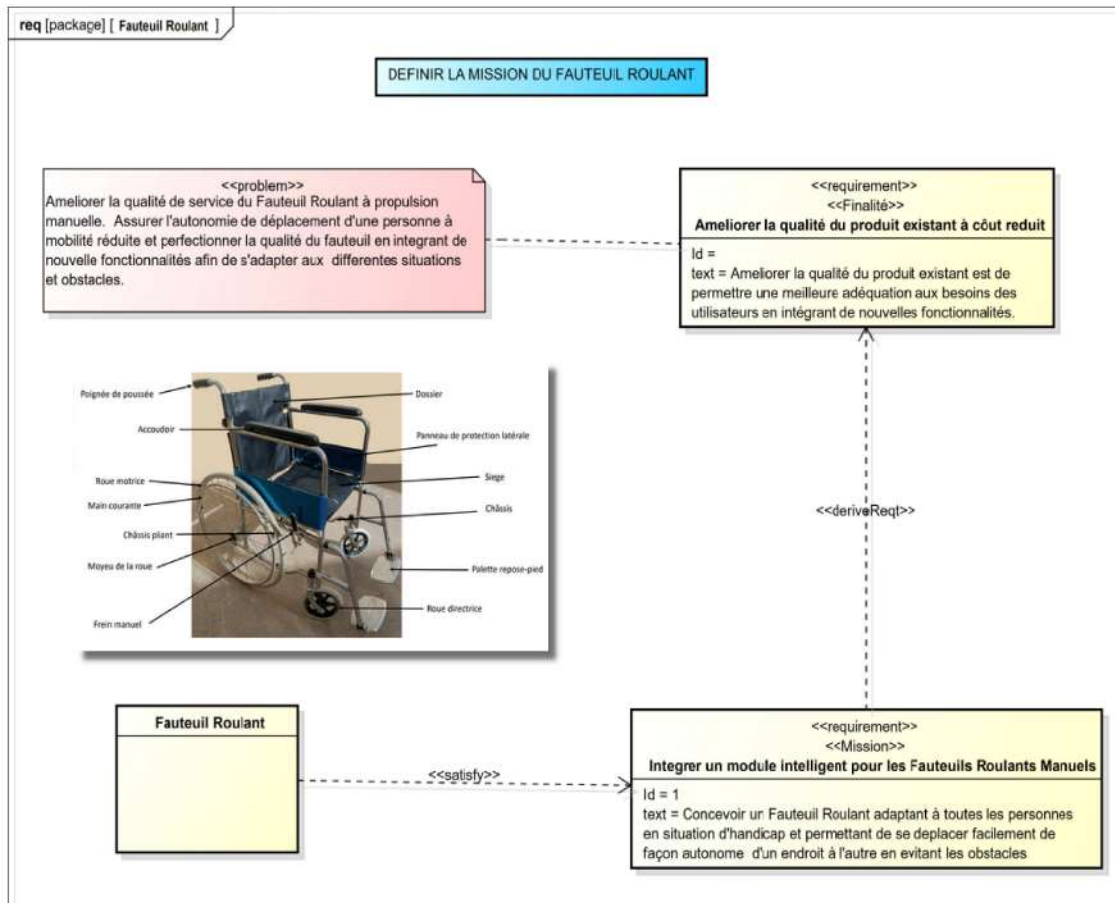 req [package] [ Fauteuil Roulant ]
DEFINIR LA MISSION DU FAUTEUIL ROULANT
<<problem>>
Ameliorer la qualité de service du Fauteuil Roulant à propulsion
manuelle. Assurer l'autonomie de déplacement d'une personne à
mobilité réduite et perfectionner la qualité du fauteuil en integrant de
nouvelle fonctionnalités afin de s'adapter aux differentes situations
et obstacles.
<<requirement>>
<<Finalité>>
Ameliorer la qualité du produit existant à côut reduit
Id =
text = Ameliorer la qualité du produit existant est de
permettre une meilleure adéquation aux besoins des
utilisateurs en intégrant de nouvelles fonctionnalités.
Poignée de poussée
Dossier
Accoudoir
Panneau de protection latérale
Roue motrice
Siege
Main courante
Châssis
Châssis pliant
Moyeu de la roue
Palette repose-pied
Roue directrice
Frein manuel
<<deriveReqt>>
Fauteuil Roulant
<<satisfy>>
<<requirement>>
<<Mission>>
Integrer un module intelligent pour les Fauteuils Roulants Manuels
Id = 1
text = Concevoir un Fauteuil Roulant adaptant à toutes les personnes
en situation d'handicap et permettant de se deplacer facilement de
façon autonome d'un endroit à l'autre en evitant les obstacles